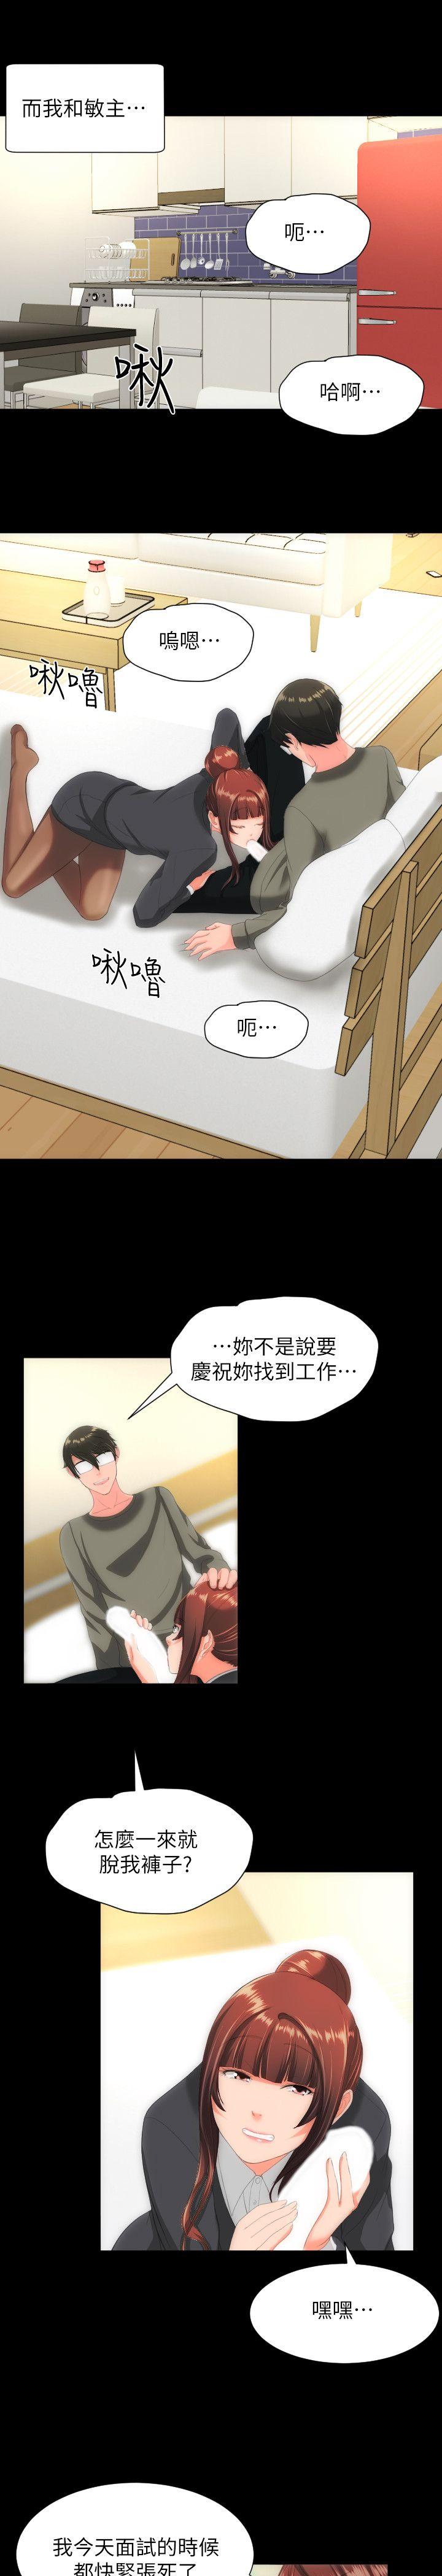 而我和敏主…
呃…
啾
哈啊…
嗚嗯…
啾嚕
啾嚕
呃…
…妳不是說要
慶祝妳找到工作…
怎麼一來就
脫我褲子?
嘿嘿…
我今天面試的時候
都快緊張死了